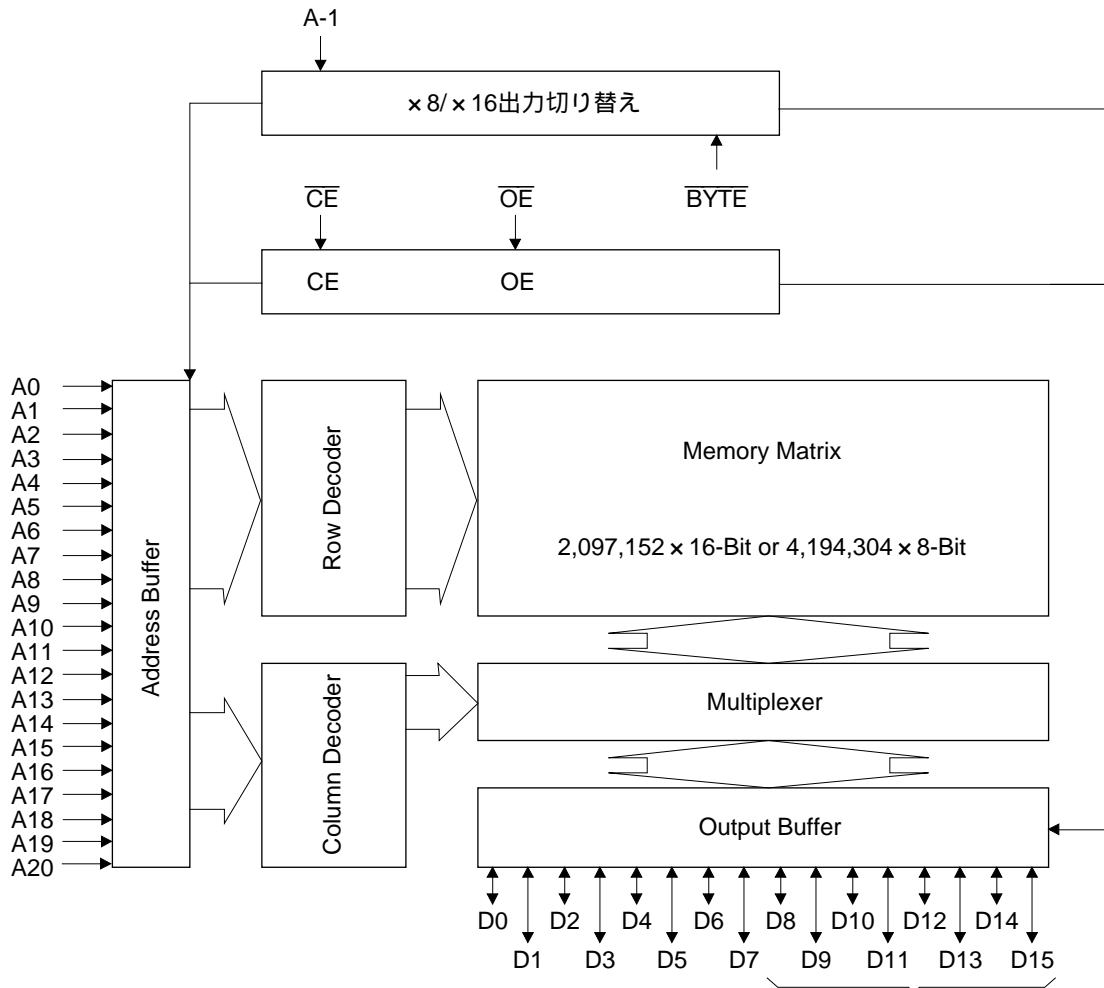 A-1
×8/×16出力切り替え
C̅E̅ O̅E̅ B̅Y̅T̅E̅
CE OE
A0
A1
A2
A3
A4
A5
A6
A7
A8
A9
A10
A11
A12
A13
A14
A15
A16
A17
A18
A19
A20
Address Buffer
Row Decoder
Memory Matrix
2,097,152 × 16-Bit or 4,194,304 × 8-Bit
Column Decoder
Multiplexer
Output Buffer
D0 D2 D4 D6 D8 D10 D12 D14
D1 D3 D5 D7 D9 D11 D13 D15